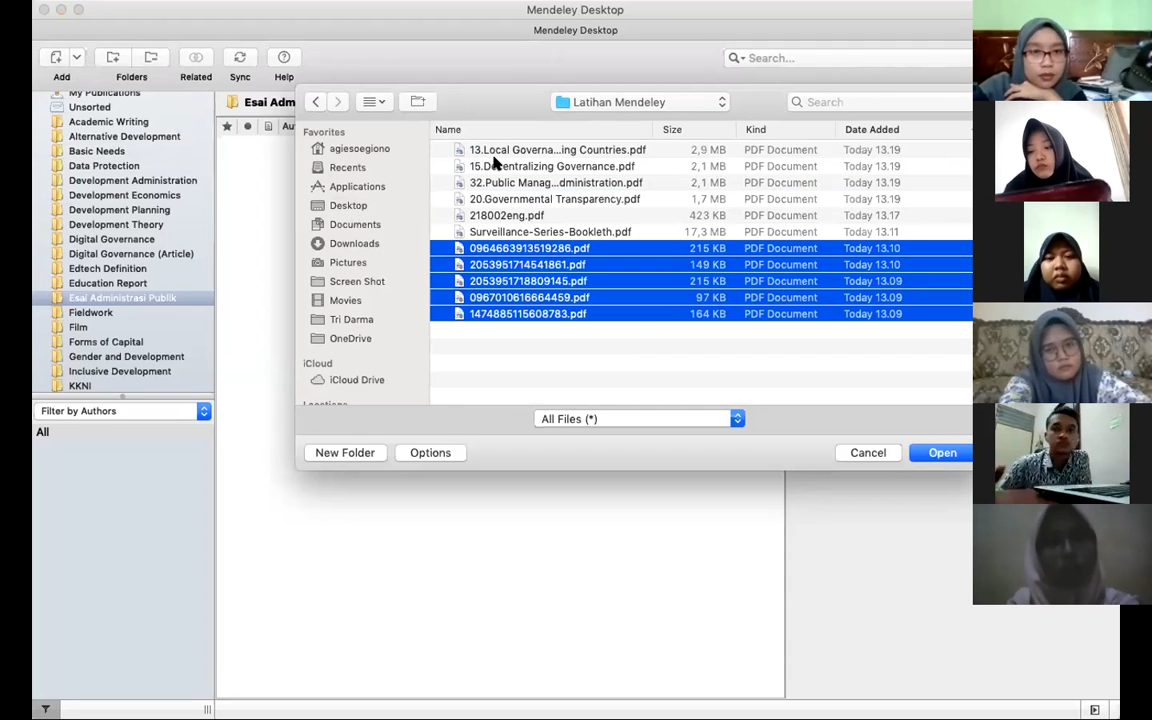 Mendeley Desktop
Mendeley Desktop
Add
Folders
Related
Sync
Help
Search...
My Publications
Unsorted
Academic Writing
Alternative Development
Basic Needs
Data Protection
Development Administration
Development Economics
Development Planning
Development Theory
Digital Governance
Digital Governance (Article)
Edtech Definition
Education Report
Esai Administrasi Publik
Fieldwork
Film
Forms of Capital
Gender and Development
Inclusive Development
KKNI
Filter by Authors
All
Esai Adm
Au
Latihan Mendeley
Search
Favorites
agiesoegiono
Recents
Applications
Desktop
Documents
Downloads
Pictures
Screen Shot
Movies
Tri Darma
OneDrive
iCloud
iCloud Drive
Locations
Name Size Kind Date Added
13.Local Governa...ing Countries.pdf 2,9 MB PDF Document Today 13.19
15.Decentralizing Governance.pdf 2,1 MB PDF Document Today 13.19
32.Public Manag...dministration.pdf 2,1 MB PDF Document Today 13.19
20.Governmental Transparency.pdf 1,7 MB PDF Document Today 13.19
218002eng.pdf 423 KB PDF Document Today 13.17
Surveillance-Series-Bookleth.pdf 17,3 MB PDF Document Today 13.11
0964663913519286.pdf 215 KB PDF Document Today 13.10
2053951714541861.pdf 149 KB PDF Document Today 13.10
2053951718809145.pdf 215 KB PDF Document Today 13.09
0967010616664459.pdf 97 KB PDF Document Today 13.09
1474885115608783.pdf 164 KB PDF Document Today 13.09
All Files (*)
New Folder
Options
Cancel
Open